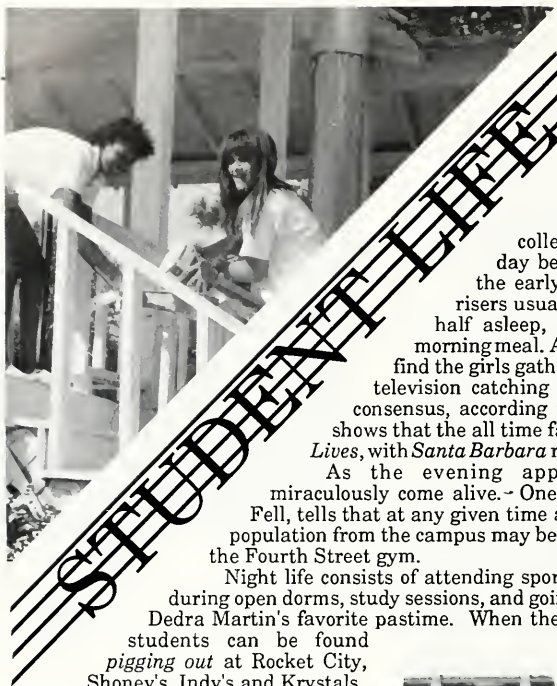 STUDENT LIFE
colle
day be
the early
risers usua
half asleep,
morning meal. A
find the girls gath
television catching
consensus, according
shows that the all time fa
Lives, with Santa Barbara r
As the evening app
miraculously come alive.- One
Fell, tells that at any given time a
population from the campus may be
the Fourth Street gym.
Night life consists of attending spor
during open dorms, study sessions, and goin
Dedra Martin's favorite pastime. When the
students can be found
pigging out at Rocket City,
Shoney's, Indy's and Krystals